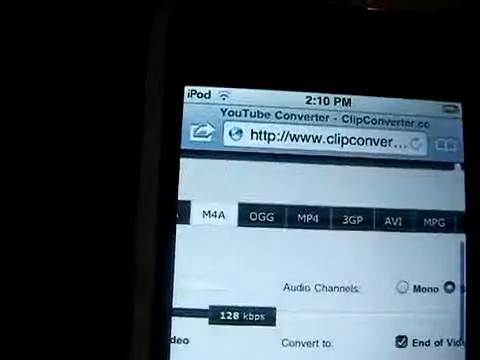 iPod 2:10 PM
YouTube Converter - ClipConverter.cc
http://www.clipconver...
M4A OGG MP4 3GP AVI MPG
Audio Channels: Mono
128 kbps
Convert to: End of